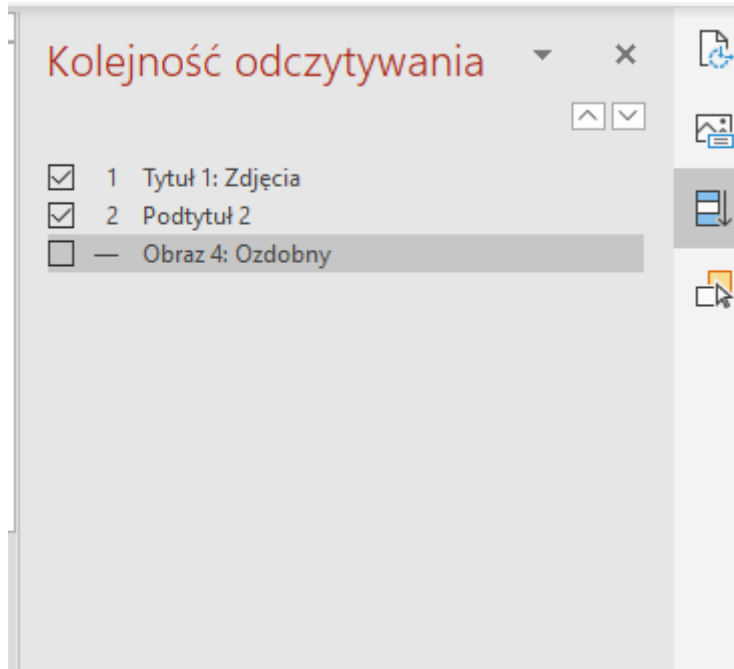 Kolejność odczytywania
1 Tytuł 1: Zdjęcia
2 Podtytuł 2
— Obraz 4: Ozdobny